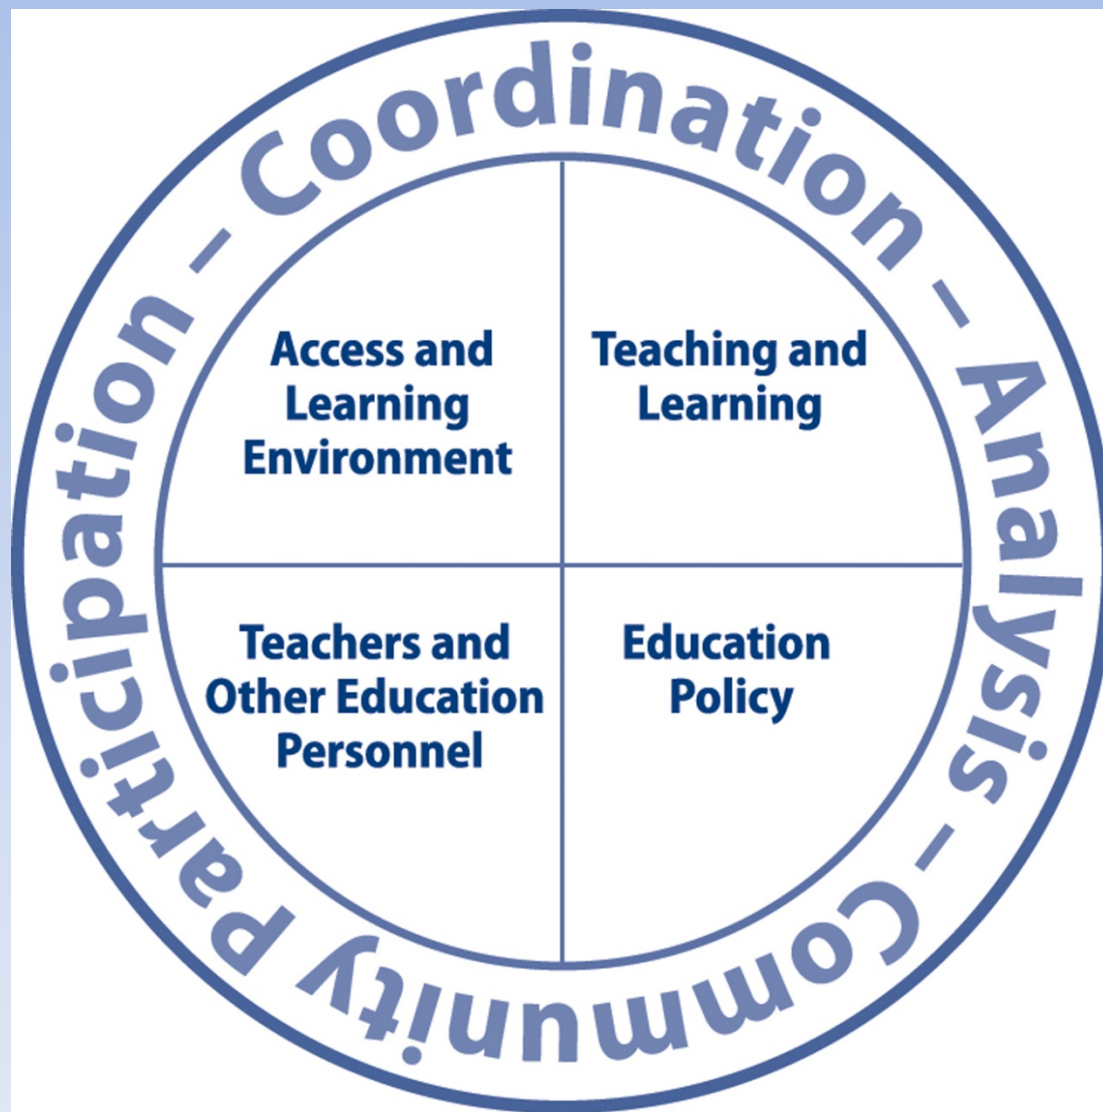 Coordination – Analysis – Community Participation –
Access and
Learning
Environment
Teaching and
Learning
Teachers and
Other Education
Personnel
Education
Policy